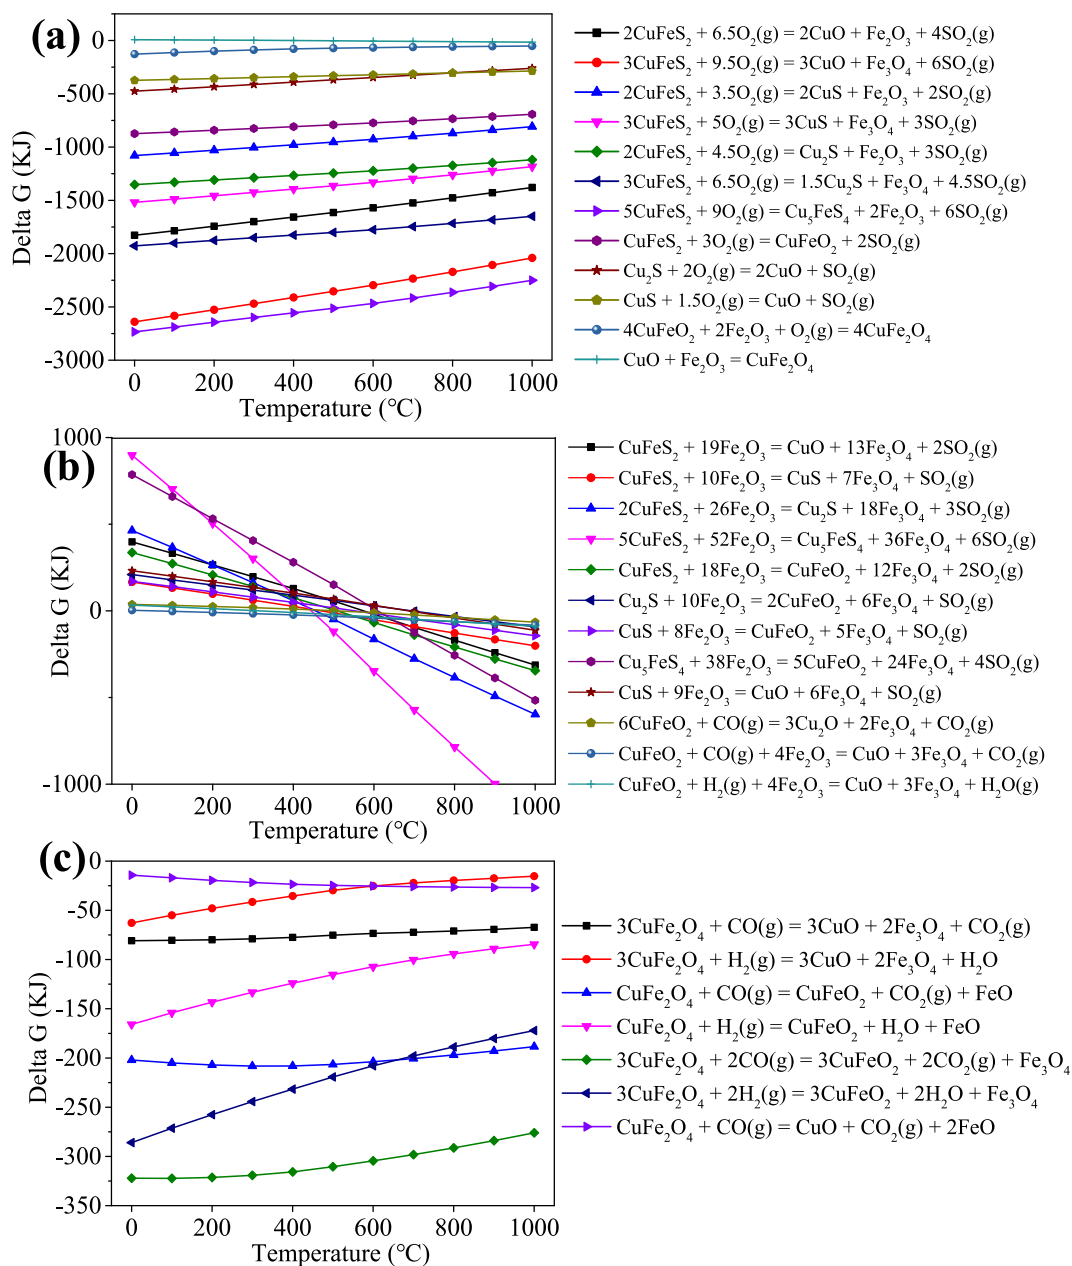 (a)
0
-500
-1000
-1500
-2000
-2500
-3000
Delta G (KJ)
0 200 400 600 800 1000
Temperature (℃)
2CuFeS₂ + 6.5O₂(g) = 2CuO + Fe₂O₃ + 4SO₂(g)
3CuFeS₂ + 9.5O₂(g) = 3CuO + Fe₃O₄ + 6SO₂(g)
2CuFeS₂ + 3.5O₂(g) = 2CuS + Fe₂O₃ + 2SO₂(g)
3CuFeS₂ + 5O₂(g) = 3CuS + Fe₃O₄ + 3SO₂(g)
2CuFeS₂ + 4.5O₂(g) = Cu₂S + Fe₂O₃ + 3SO₂(g)
3CuFeS₂ + 6.5O₂(g) = 1.5Cu₂S + Fe₃O₄ + 4.5SO₂(g)
5CuFeS₂ + 9O₂(g) = Cu₅FeS₄ + 2Fe₂O₃ + 6SO₂(g)
CuFeS₂ + 3O₂(g) = CuFeO₂ + 2SO₂(g)
Cu₂S + 2O₂(g) = 2CuO + SO₂(g)
CuS + 1.5O₂(g) = CuO + SO₂(g)
4CuFeO₂ + 2Fe₂O₃ + O₂(g) = 4CuFe₂O₄
CuO + Fe₂O₃ = CuFe₂O₄
(b)
1000
0
-1000
Delta G (KJ)
0 200 400 600 800 1000
Temperature (℃)
CuFeS₂ + 19Fe₂O₃ = CuO + 13Fe₃O₄ + 2SO₂(g)
CuFeS₂ + 10Fe₂O₃ = CuS + 7Fe₃O₄ + SO₂(g)
2CuFeS₂ + 26Fe₂O₃ = Cu₂S + 18Fe₃O₄ + 3SO₂(g)
5CuFeS₂ + 52Fe₂O₃ = Cu₅FeS₄ + 36Fe₃O₄ + 6SO₂(g)
CuFeS₂ + 18Fe₂O₃ = CuFeO₂ + 12Fe₃O₄ + 2SO₂(g)
Cu₂S + 10Fe₂O₃ = 2CuFeO₂ + 6Fe₃O₄ + SO₂(g)
CuS + 8Fe₂O₃ = CuFeO₂ + 5Fe₃O₄ + SO₂(g)
Cu₅FeS₄ + 38Fe₂O₃ = 5CuFeO₂ + 24Fe₃O₄ + 4SO₂(g)
CuS + 9Fe₂O₃ = CuO + 6Fe₃O₄ + SO₂(g)
6CuFeO₂ + CO(g) = 3Cu₂O + 2Fe₃O₄ + CO₂(g)
CuFeO₂ + CO(g) + 4Fe₂O₃ = CuO + 3Fe₃O₄ + CO₂(g)
CuFeO₂ + H₂(g) + 4Fe₂O₃ = CuO + 3Fe₃O₄ + H₂O(g)
(c)
0
-50
-100
-150
-200
-250
-300
-350
Delta G (KJ)
0 200 400 600 800 1000
Temperature (℃)
3CuFe₂O₄ + CO(g) = 3CuO + 2Fe₃O₄ + CO₂(g)
3CuFe₂O₄ + H₂(g) = 3CuO + 2Fe₃O₄ + H₂O
CuFe₂O₄ + CO(g) = CuFeO₂ + CO₂(g) + FeO
CuFe₂O₄ + H₂(g) = CuFeO₂ + H₂O + FeO
3CuFe₂O₄ + 2CO(g) = 3CuFeO₂ + 2CO₂(g) + Fe₃O₄
3CuFe₂O₄ + 2H₂(g) = 3CuFeO₂ + 2H₂O + Fe₃O₄
CuFe₂O₄ + CO(g) = CuO + CO₂(g) + 2FeO